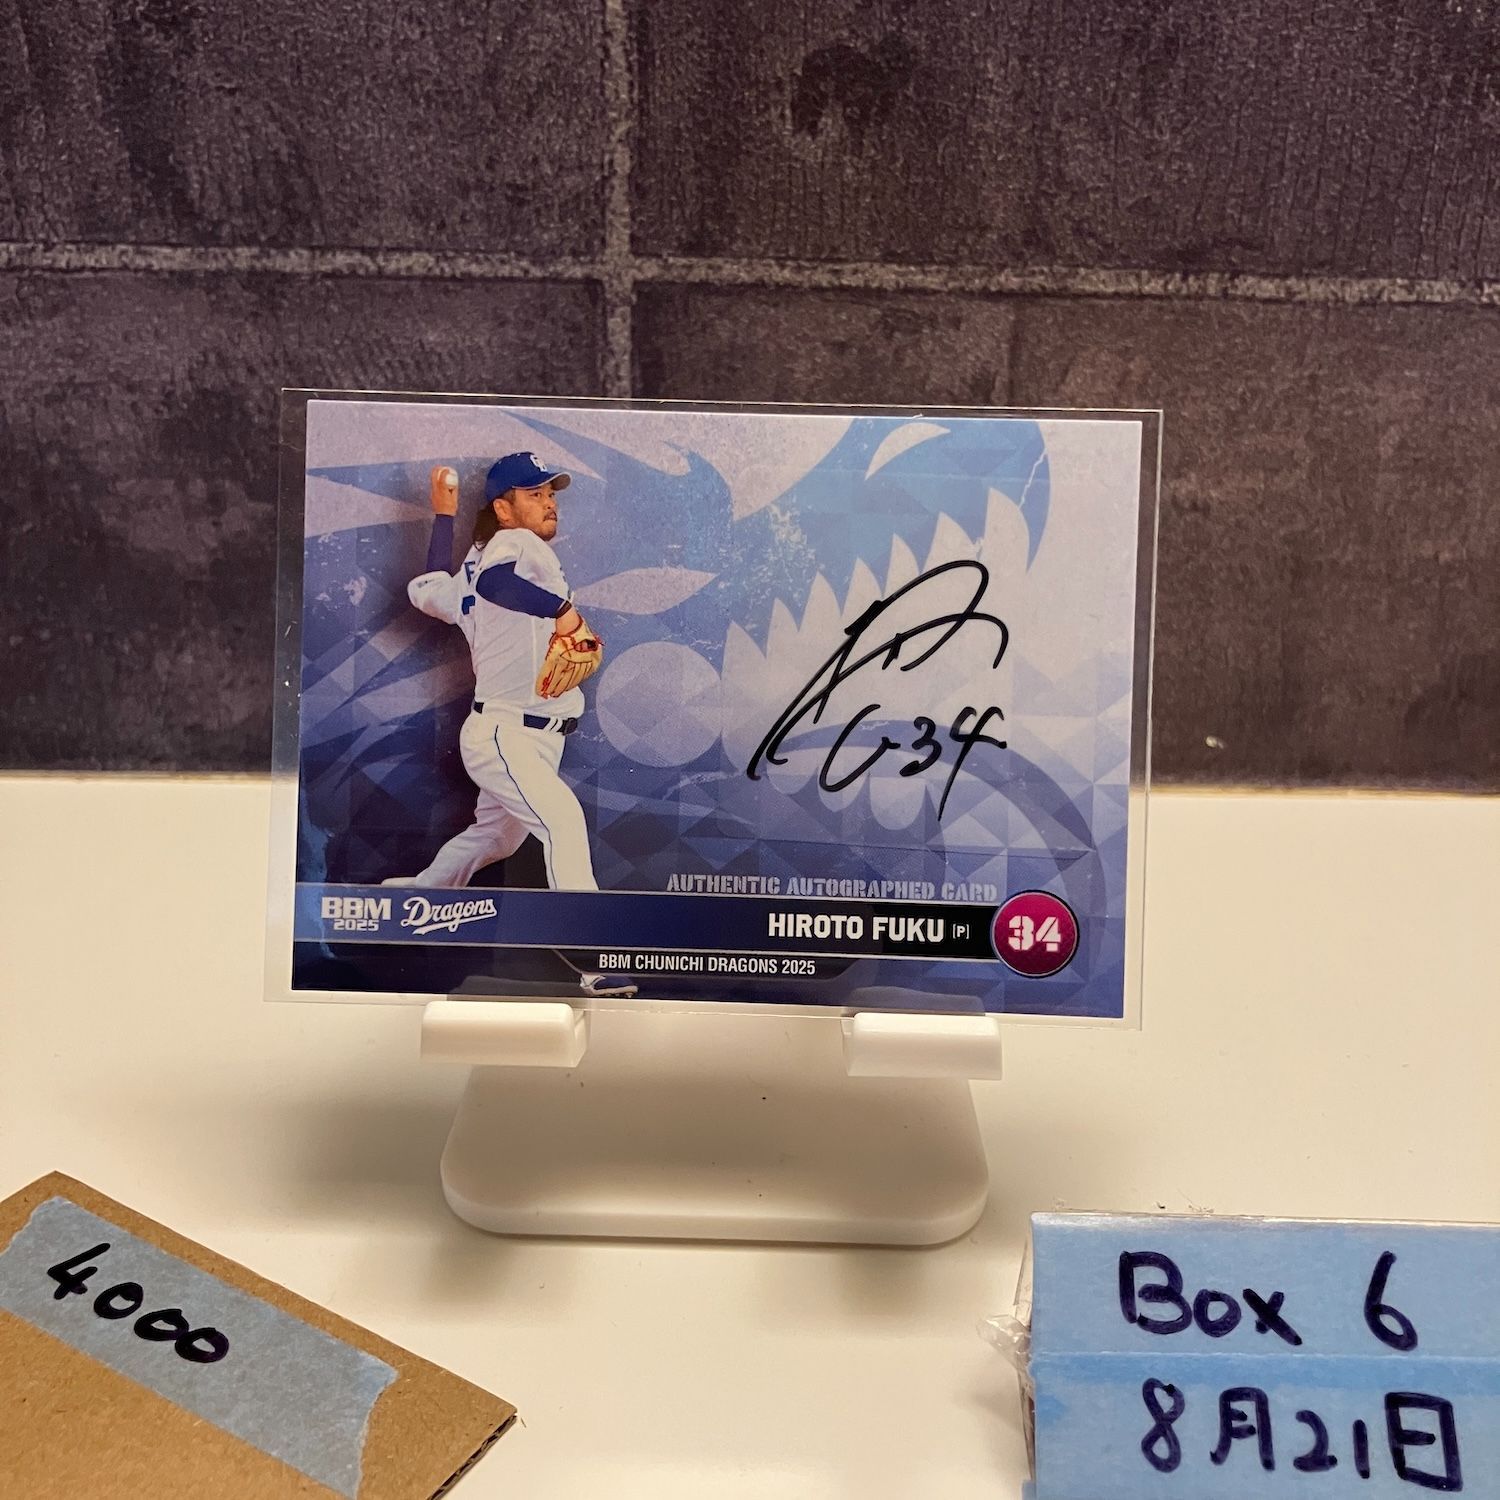 34
AUTHENTIC AUTOGRAPHED CARD
BBM
2025
Dragons
HIROTO FUKU [P]
34
BBM CHUNICHI DRAGONS 2025
4000
Box 6
8月21日